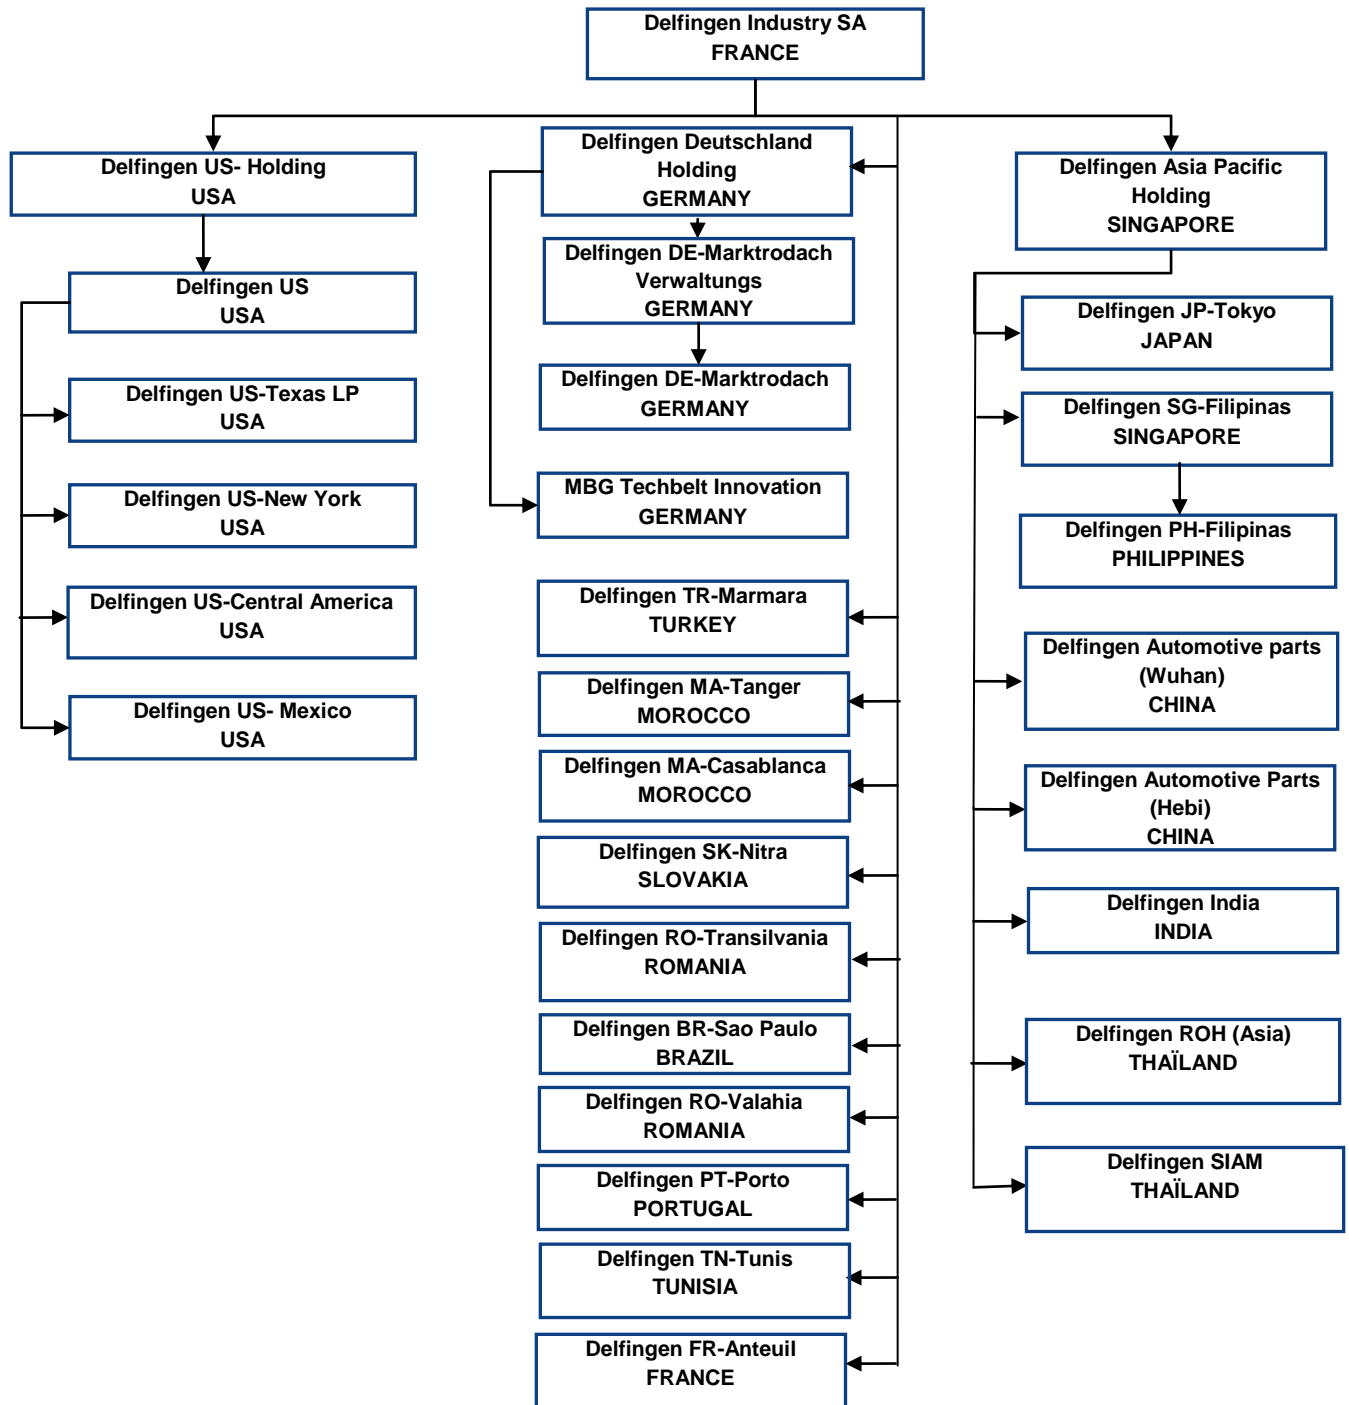 Delfingen Industry SA
FRANCE
Delfingen US- Holding
USA
Delfingen US
USA
Delfingen US-Texas LP
USA
Delfingen US-New York
USA
Delfingen US-Central America
USA
Delfingen US- Mexico
USA
Delfingen Deutschland
Holding
GERMANY
Delfingen DE-Marktrodach
Verwaltungs
GERMANY
Delfingen DE-Marktrodach
GERMANY
MBG Techbelt Innovation
GERMANY
Delfingen TR-Marmara
TURKEY
Delfingen MA-Tanger
MOROCCO
Delfingen MA-Casablanca
MOROCCO
Delfingen SK-Nitra
SLOVAKIA
Delfingen RO-Transilvania
ROMANIA
Delfingen BR-Sao Paulo
BRAZIL
Delfingen RO-Valahia
ROMANIA
Delfingen PT-Porto
PORTUGAL
Delfingen TN-Tunis
TUNISIA
Delfingen FR-Anteuil
FRANCE
Delfingen Asia Pacific
Holding
SINGAPORE
Delfingen JP-Tokyo
JAPAN
Delfingen SG-Filipinas
SINGAPORE
Delfingen PH-Filipinas
PHILIPPINES
Delfingen Automotive parts
(Wuhan)
CHINA
Delfingen Automotive Parts
(Hebi)
CHINA
Delfingen India
INDIA
Delfingen ROH (Asia)
THAÏLAND
Delfingen SIAM
THAÏLAND